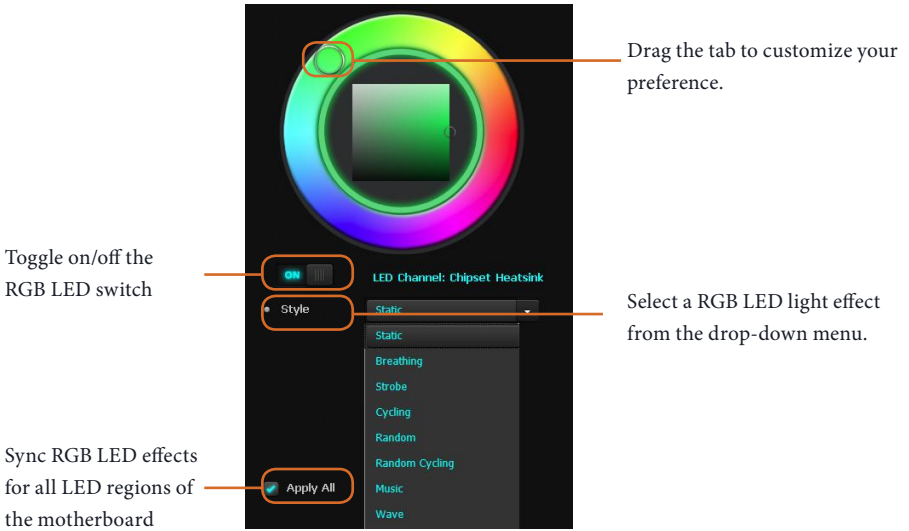 Drag the tab to customize your
preference.
Toggle on/off the
RGB LED switch
ON
LED Channel: Chipset Heatsink
Style
Static
Select a RGB LED light effect
from the drop-down menu.
Static
Breathing
Strobe
Cycling
Random
Random Cycling
Music
Wave
Sync RGB LED effects
for all LED regions of
the motherboard
Apply All